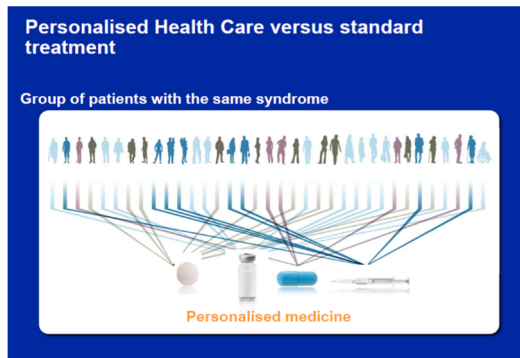 Personalised Health Care versus standard
treatment
Group of patients with the same syndrome
Personalised medicine